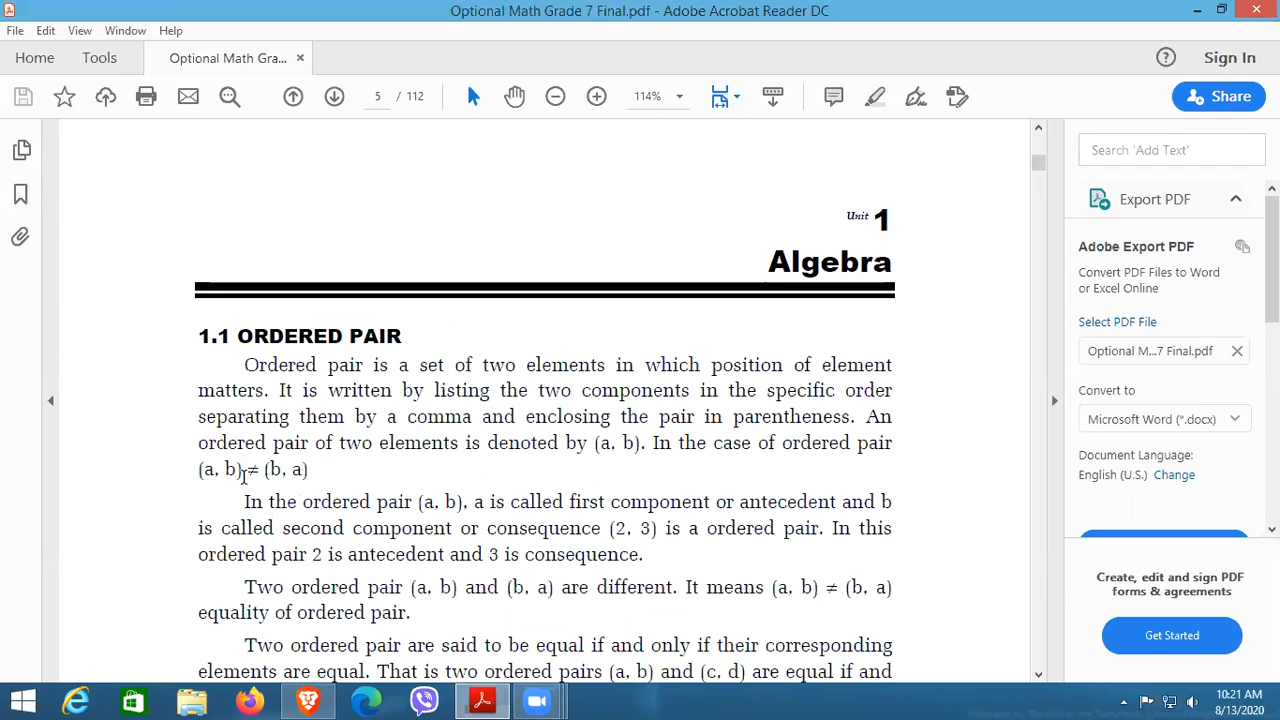 Optional Math Grade 7 Final.pdf - Adobe Acrobat Reader DC
File Edit View Window Help
Home Tools Optional Math Gra... × Sign In
5 / 112 114% Share
Search 'Add Text'
Export PDF
Adobe Export PDF
Convert PDF Files to Word
or Excel Online
Select PDF File
Optional M...7 Final.pdf
Convert to
Microsoft Word (*.docx)
Document Language:
English (U.S.) Change
Create, edit and sign PDF
forms & agreements
Get Started
Unit 1
Algebra
1.1 ORDERED PAIR
Ordered pair is a set of two elements in which position of element
matters. It is written by listing the two components in the specific order
separating them by a comma and enclosing the pair in parentheness. An
ordered pair of two elements is denoted by (a, b). In the case of ordered pair
(a, b) ≠ (b, a)
In the ordered pair (a, b), a is called first component or antecedent and b
is called second component or consequence (2, 3) is a ordered pair. In this
ordered pair 2 is antecedent and 3 is consequence.
Two ordered pair (a, b) and (b, a) are different. It means (a, b) ≠ (b, a)
equality of ordered pair.
Two ordered pair are said to be equal if and only if their corresponding
elements are equal. That is two ordered pairs (a, b) and (c, d) are equal if and
10:21 AM
8/13/2020